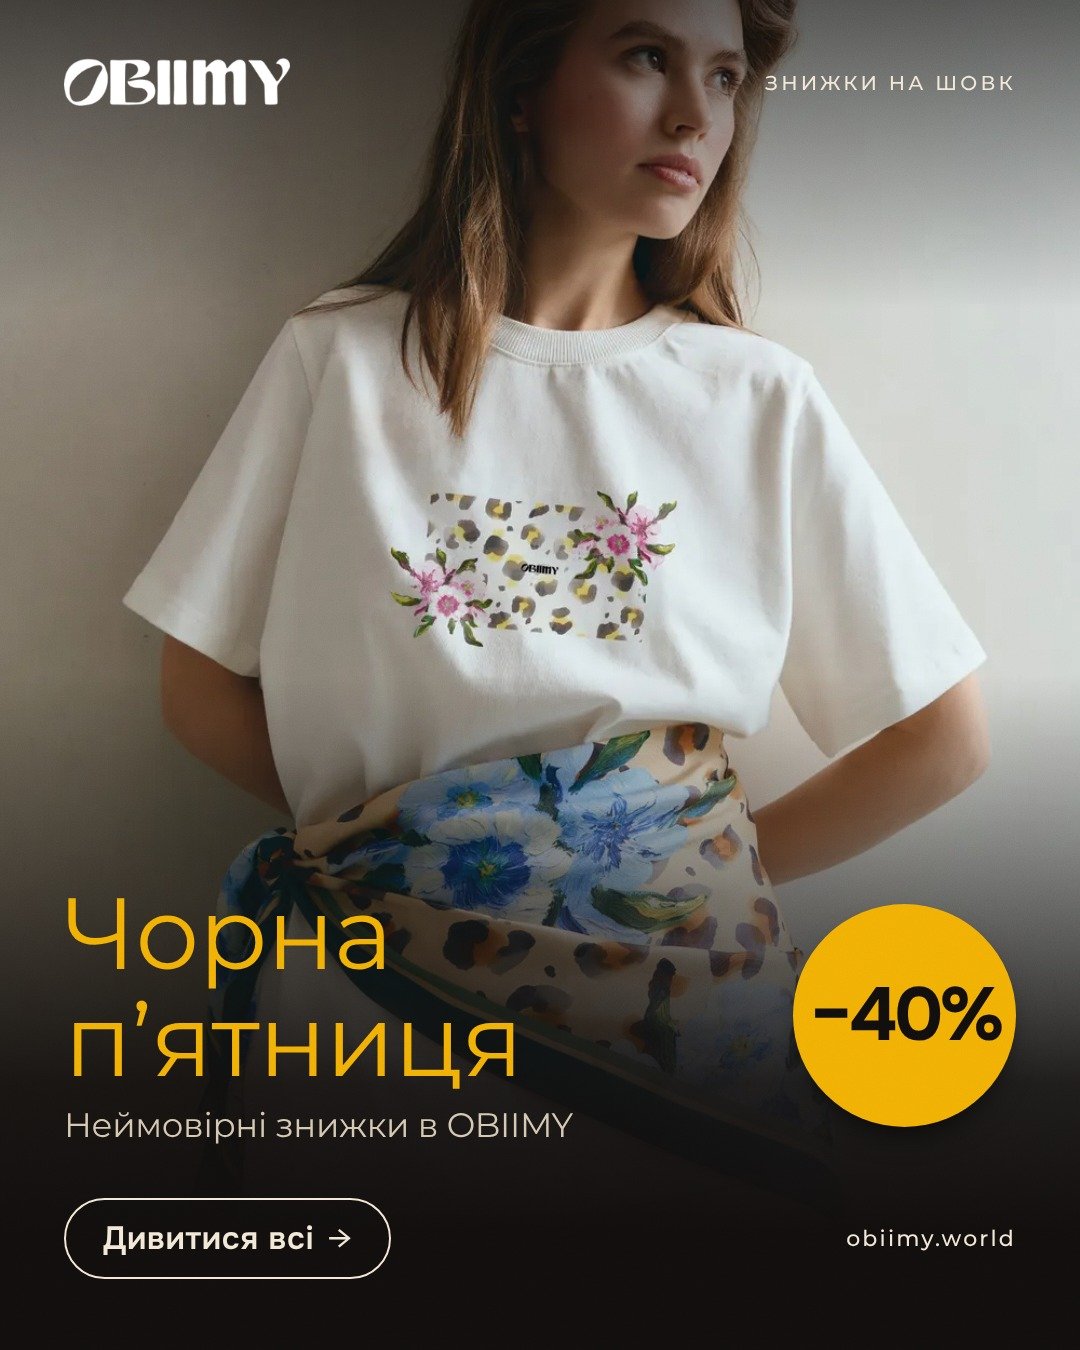 OBIIMY
ЗНИЖКИ НА ШОВК
OBIIMY
Чорна
п’ятниця
−40%
Неймовірні знижки в OBIIMY
Дивитися всі →
obiimy.world